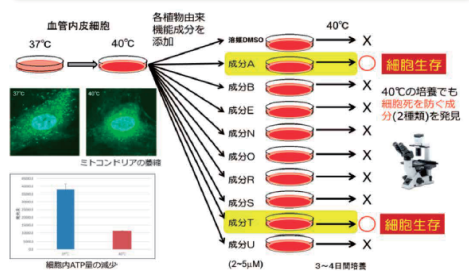 血管内皮細胞
37℃
40℃
各植物由来
機能成分を
添加
37℃
40℃
ミトコンドリアの萎縮
37℃
40℃
細胞内ATP量の減少
40℃
溶媒DMSO
X
成分A
細胞生存
成分B
X
成分E
X
成分N
X
成分O
X
成分R
X
成分S
X
成分T
細胞生存
成分U
X
(2~5μM)
3~4日間培養
40℃の培養でも
細胞死を防ぐ成
分(2種類)を発見